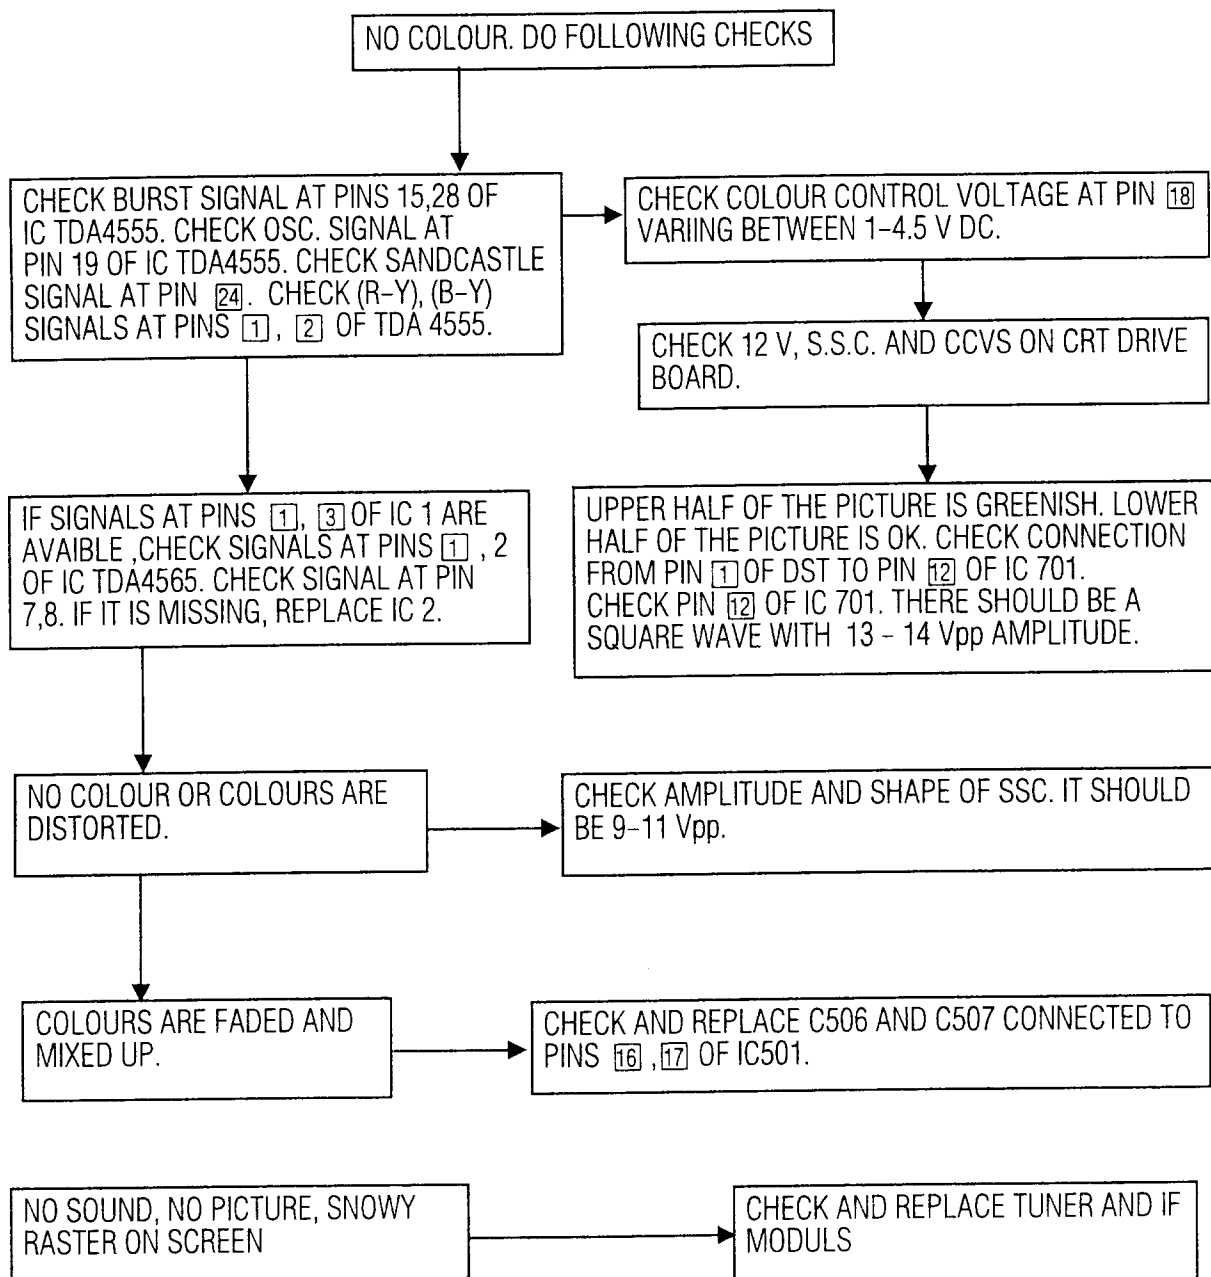 NO COLOUR. DO FOLLOWING CHECKS
CHECK BURST SIGNAL AT PINS 15,28 OF
IC TDA4555. CHECK OSC. SIGNAL AT
PIN 19 OF IC TDA4555. CHECK SANDCASTLE
SIGNAL AT PIN 24. CHECK (R-Y), (B-Y)
SIGNALS AT PINS 1, 2 OF TDA 4555.
CHECK COLOUR CONTROL VOLTAGE AT PIN 18
VARIING BETWEEN 1-4.5 V DC.
CHECK 12 V, S.S.C. AND CCVS ON CRT DRIVE
BOARD.
IF SIGNALS AT PINS 1, 3 OF IC 1 ARE
AVAIBLE ,CHECK SIGNALS AT PINS 1 , 2
OF IC TDA4565. CHECK SIGNAL AT PIN
7,8. IF IT IS MISSING, REPLACE IC 2.
UPPER HALF OF THE PICTURE IS GREENISH. LOWER
HALF OF THE PICTURE IS OK. CHECK CONNECTION
FROM PIN 1 OF DST TO PIN 12 OF IC 701.
CHECK PIN 12 OF IC 701. THERE SHOULD BE A
SQUARE WAVE WITH 13 - 14 Vpp AMPLITUDE.
NO COLOUR OR COLOURS ARE
DISTORTED.
CHECK AMPLITUDE AND SHAPE OF SSC. IT SHOULD
BE 9-11 Vpp.
COLOURS ARE FADED AND
MIXED UP.
CHECK AND REPLACE C506 AND C507 CONNECTED TO
PINS 16 , 17 OF IC501.
NO SOUND, NO PICTURE, SNOWY
RASTER ON SCREEN
CHECK AND REPLACE TUNER AND IF
MODULS